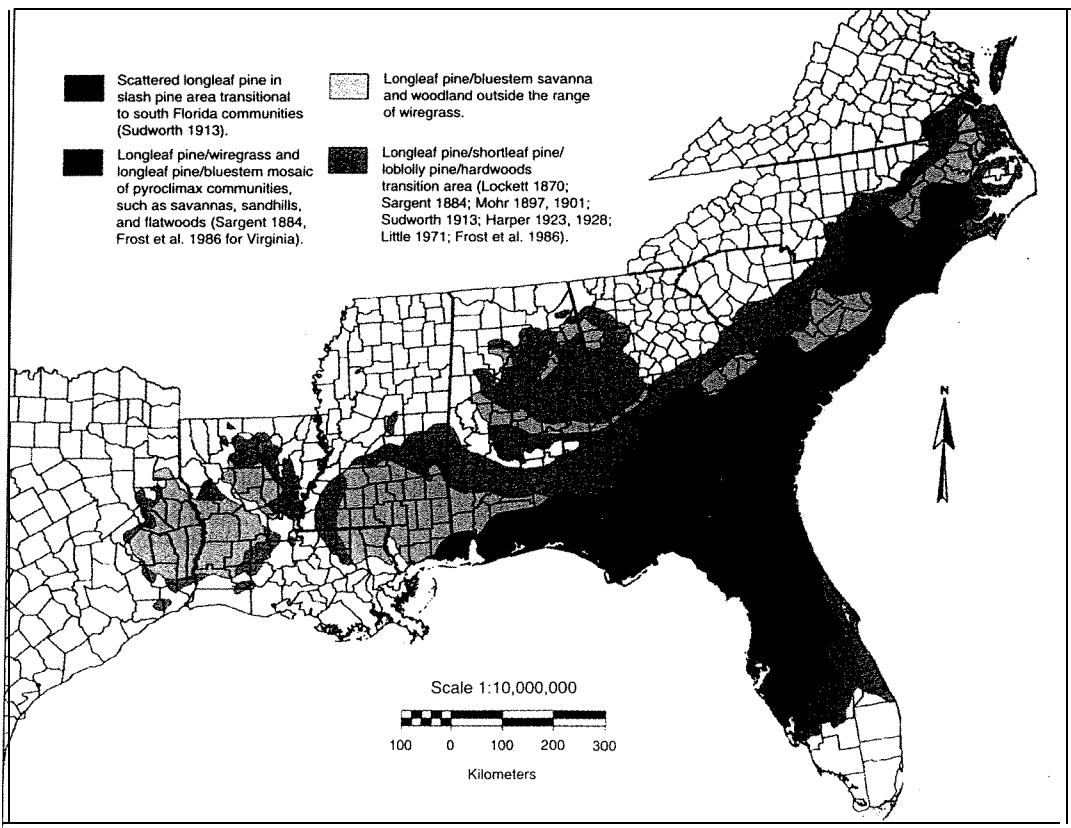 Scattered longleaf pine in
slash pine area transitional
to south Florida communities
(Sudworth 1913).
Longleaf pine/wiregrass and
longleaf pine/bluestem mosaic
of pyroclimax communities,
such as savannas, sandhills,
and flatwoods (Sargent 1884,
Frost et al. 1986 for Virginia).
Longleaf pine/bluestem savanna
and woodland outside the range
of wiregrass.
Longleaf pine/shortleaf pine/
loblolly pine/hardwoods
transition area (Lockett 1870;
Sargent 1884; Mohr 1897, 1901;
Sudworth 1913; Harper 1923, 1928;
Little 1971; Frost et al. 1986).
N
Scale 1:10,000,000
100 0 100 200 300
Kilometers